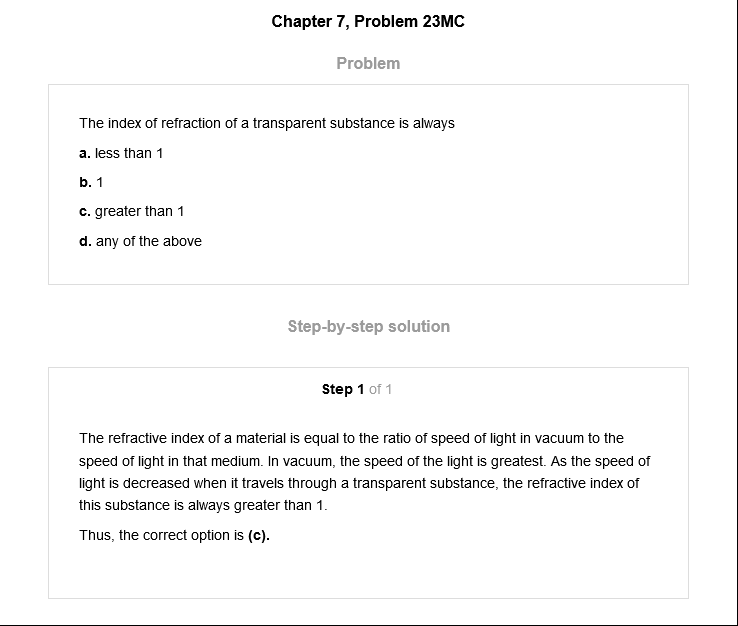 Chapter 7, Problem 23MC
Problem
The index of refraction of a transparent substance is always
a. less than 1
b. 1
c. greater than 1
d. any of the above
Step-by-step solution
Step 1 of 1
The refractive index of a material is equal to the ratio of speed of light in vacuum to the
speed of light in that medium. In vacuum, the speed of the light is greatest. As the speed of
light is decreased when it travels through a transparent substance, the refractive index of
this substance is always greater than 1.
Thus, the correct option is (c).